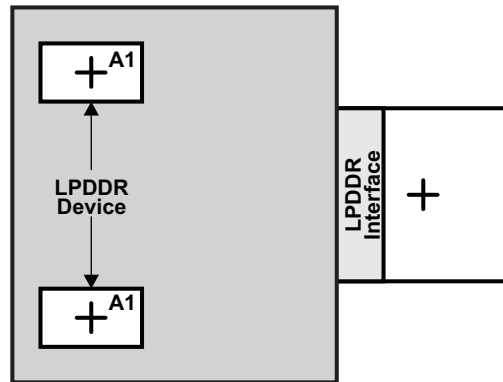 A1
LPDDR
Device
A1
LPDDR
Interface